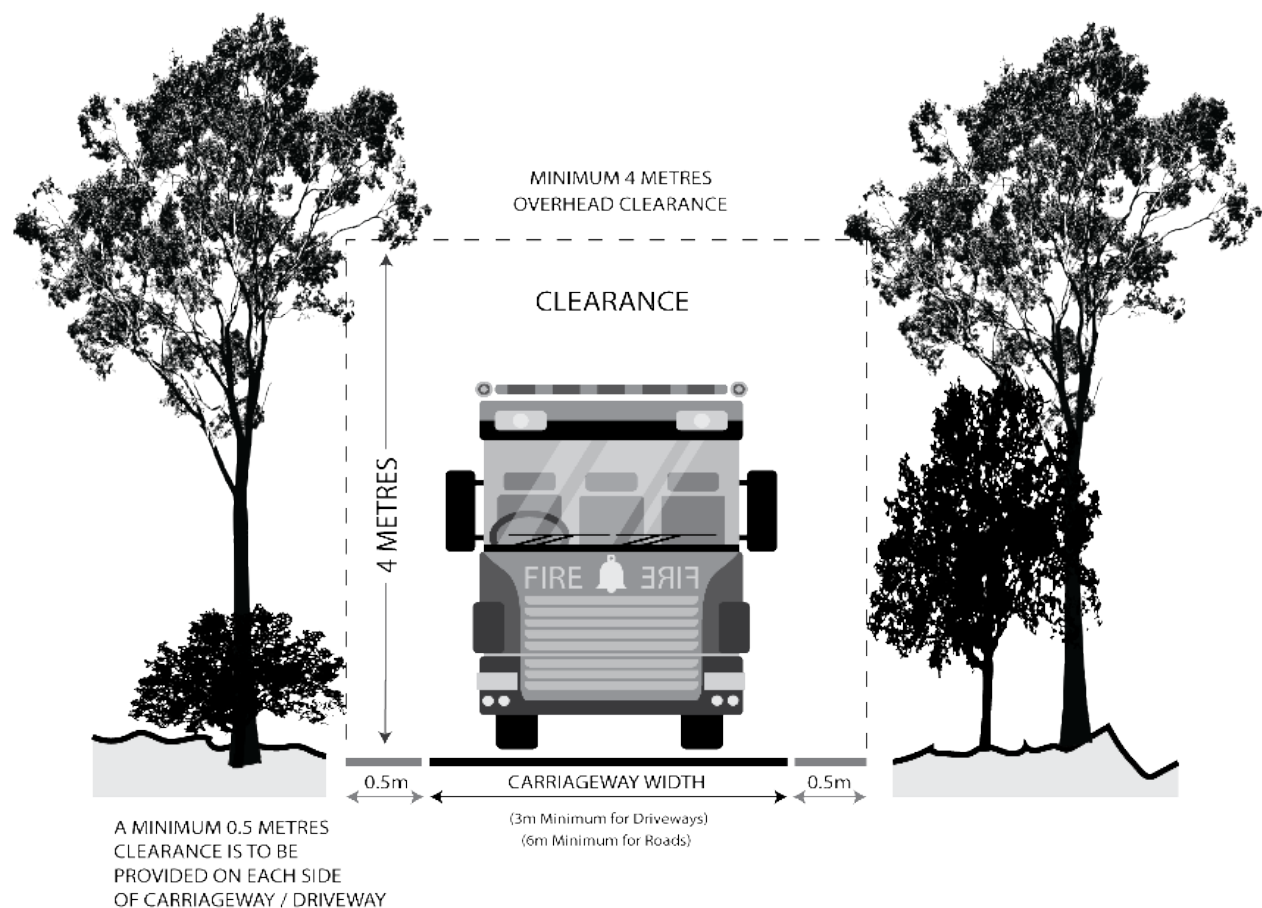 MINIMUM 4 METRES
OVERHEAD CLEARANCE
CLEARANCE
4 METRES
FIRE FIRE
0.5m
CARRIAGEWAY WIDTH
0.5m
(3m Minimum for Driveways)
(6m Minimum for Roads)
A MINIMUM 0.5 METRES
CLEARANCE IS TO BE
PROVIDED ON EACH SIDE
OF CARRIAGEWAY / DRIVEWAY